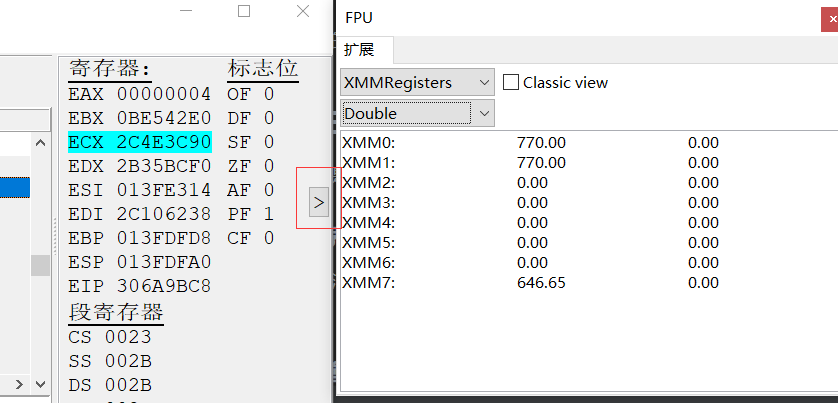 寄存器: 标志位
EAX 00000004 OF 0
EBX 0BE542E0 DF 0
ECX 2C4E3C90 SF 0
EDX 2B35BCF0 ZF 0
ESI 013FE314 AF 0
EDI 2C106238 PF 1
EBP 013FDFD8 CF 0
ESP 013FDFA0
EIP 306A9BC8
段寄存器
CS 0023
SS 002B
DS 002B
>
FPU
扩展
XMMRegisters
Classic view
Double
XMM0: 770.00 0.00
XMM1: 770.00 0.00
XMM2: 0.00 0.00
XMM3: 0.00 0.00
XMM4: 0.00 0.00
XMM5: 0.00 0.00
XMM6: 0.00 0.00
XMM7: 646.65 0.00